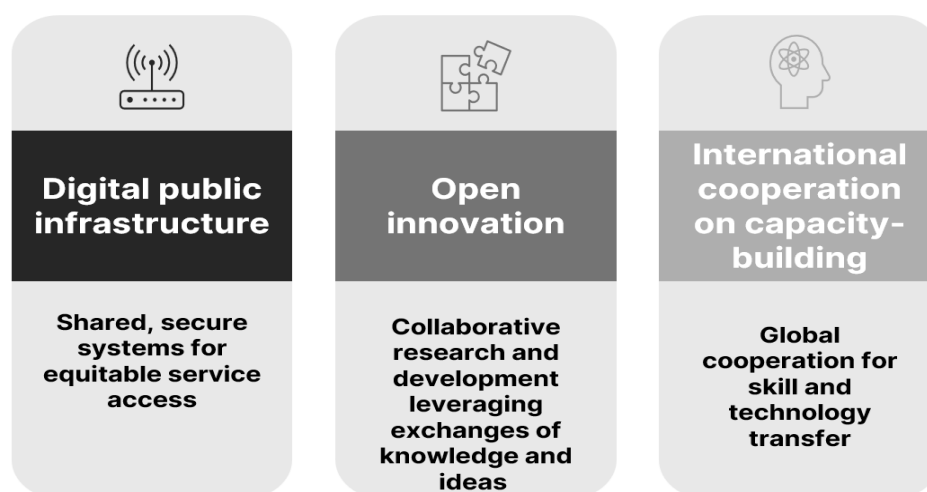 Digital public
infrastructure
Shared, secure
systems for
equitable service
access
Open
innovation
Collaborative
research and
development
leveraging
exchanges of
knowledge and
ideas
International
cooperation
on capacity-
building
Global
cooperation for
skill and
technology
transfer